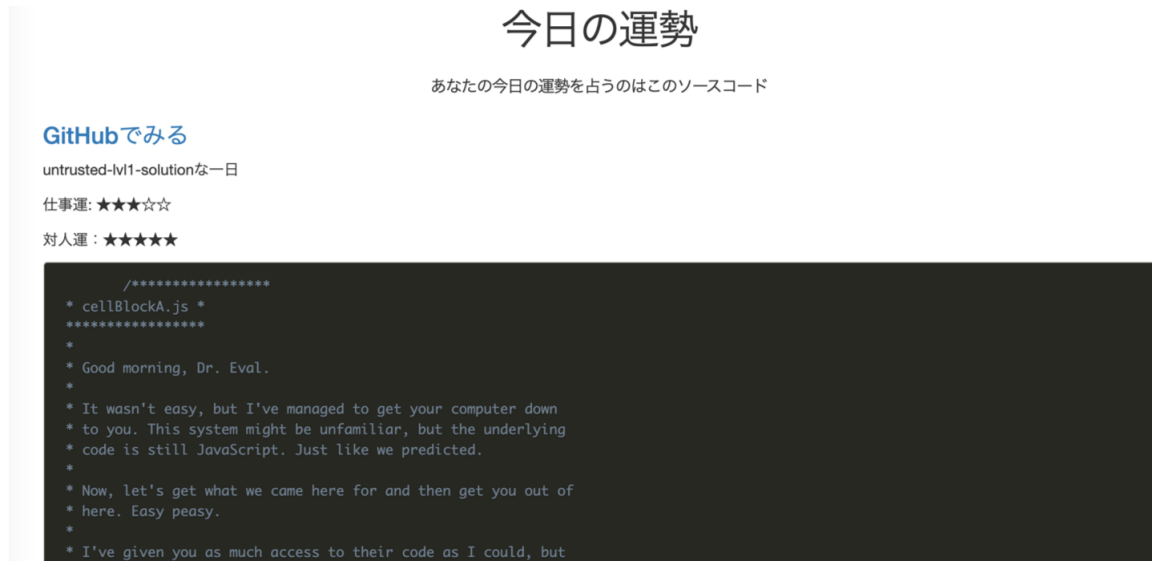 今日の運勢
あなたの今日の運勢を占うのはこのソースコード
GitHubでみる
untrusted-lvl1-solutionな一日
仕事運: ★★★☆☆
対人運：★★★★★
/*****************
* cellBlockA.js *
*****************
*
* Good morning, Dr. Eval.
*
* It wasn't easy, but I've managed to get your computer down
* to you. This system might be unfamiliar, but the underlying
* code is still JavaScript. Just like we predicted.
*
* Now, let's get what we came here for and then get you out of
* here. Easy peasy.
*
* I've given you as much access to their code as I could, but